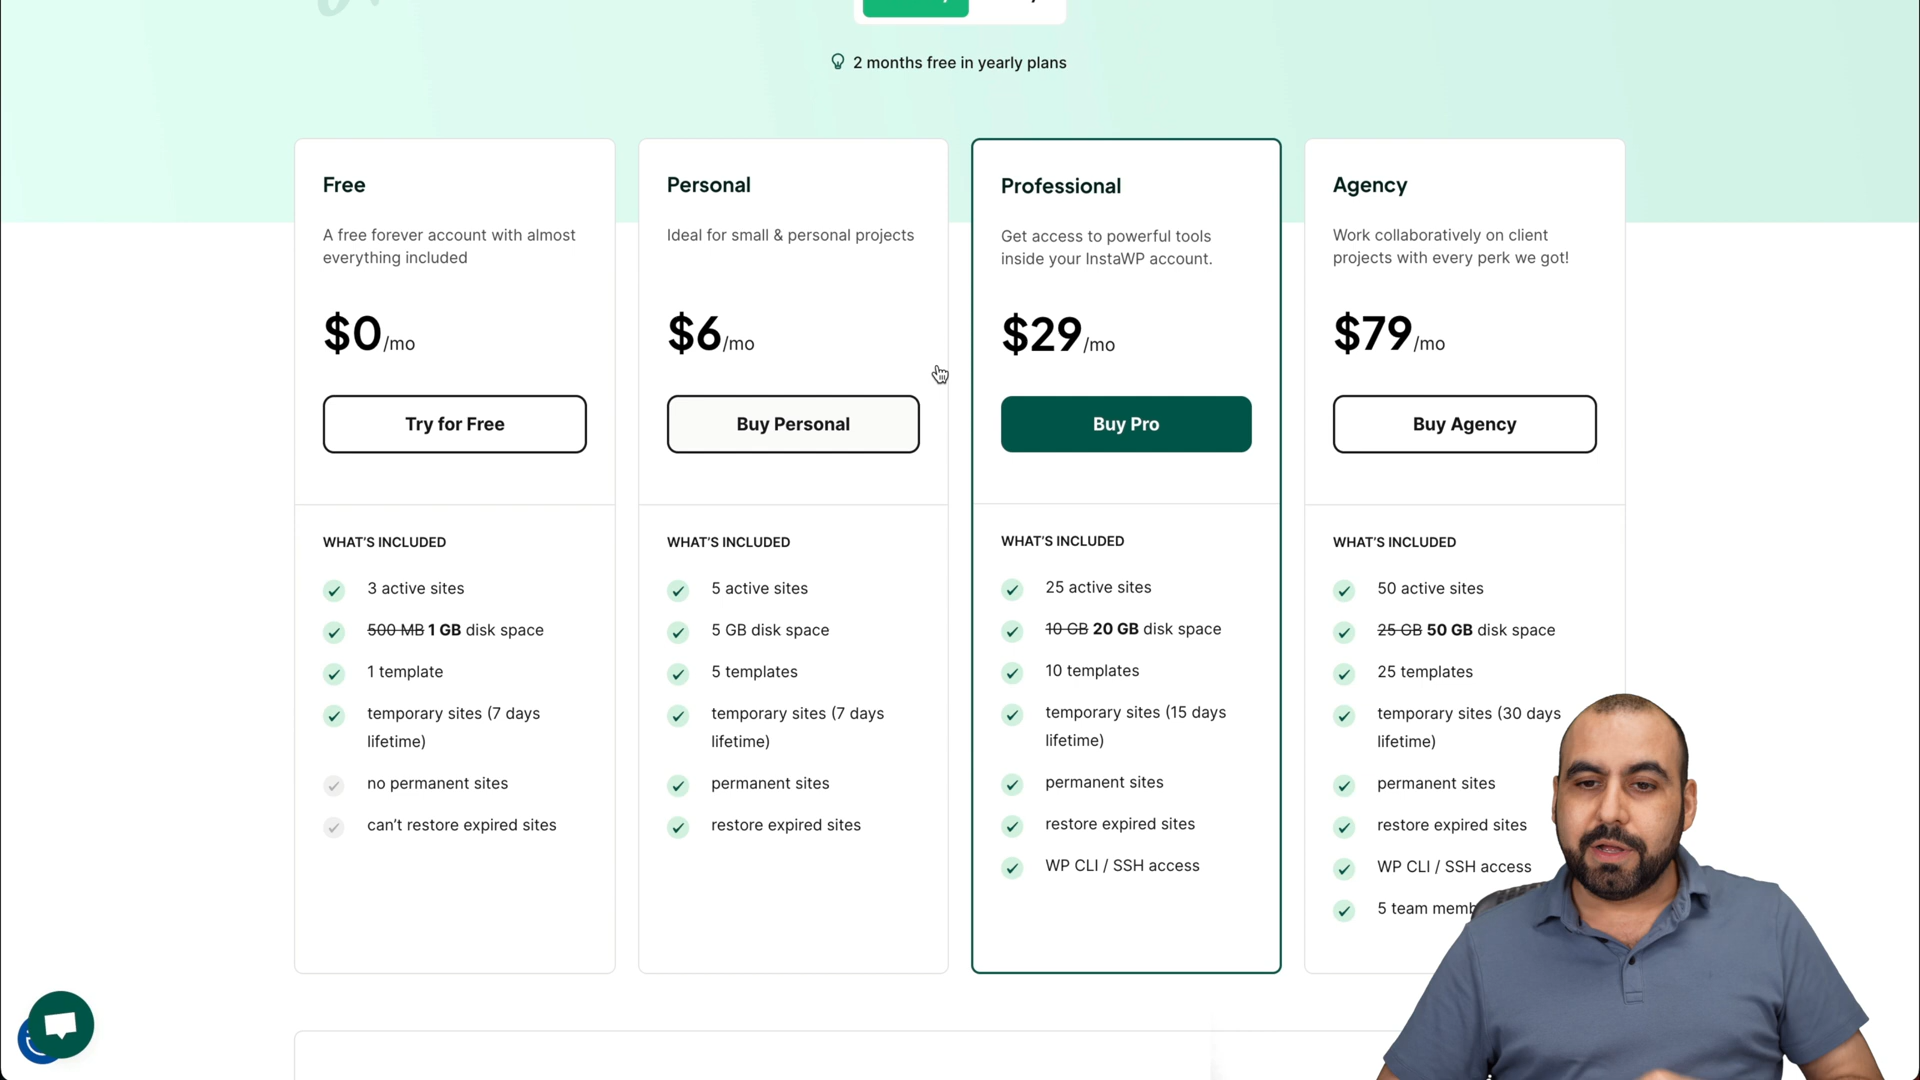 2 months free in yearly plans
Free
A free forever account with almost
everything included
$0/mo
Try for Free
WHAT'S INCLUDED
3 active sites
500 MB 1 GB disk space
1 template
temporary sites (7 days
lifetime)
no permanent sites
can't restore expired sites
Personal
Ideal for small & personal projects
$6/mo
Buy Personal
WHAT'S INCLUDED
5 active sites
5 GB disk space
5 templates
temporary sites (7 days
lifetime)
permanent sites
restore expired sites
Professional
Get access to powerful tools
inside your InstaWP account.
$29/mo
Buy Pro
WHAT'S INCLUDED
25 active sites
10 GB 20 GB disk space
10 templates
temporary sites (15 days
lifetime)
permanent sites
restore expired sites
WP CLI / SSH access
Agency
Work collaboratively on client
projects with every perk we got!
$79/mo
Buy Agency
WHAT'S INCLUDED
50 active sites
25 GB 50 GB disk space
25 templates
temporary sites (30 days
lifetime)
permanent sites
restore expired sites
WP CLI / SSH access
5 team